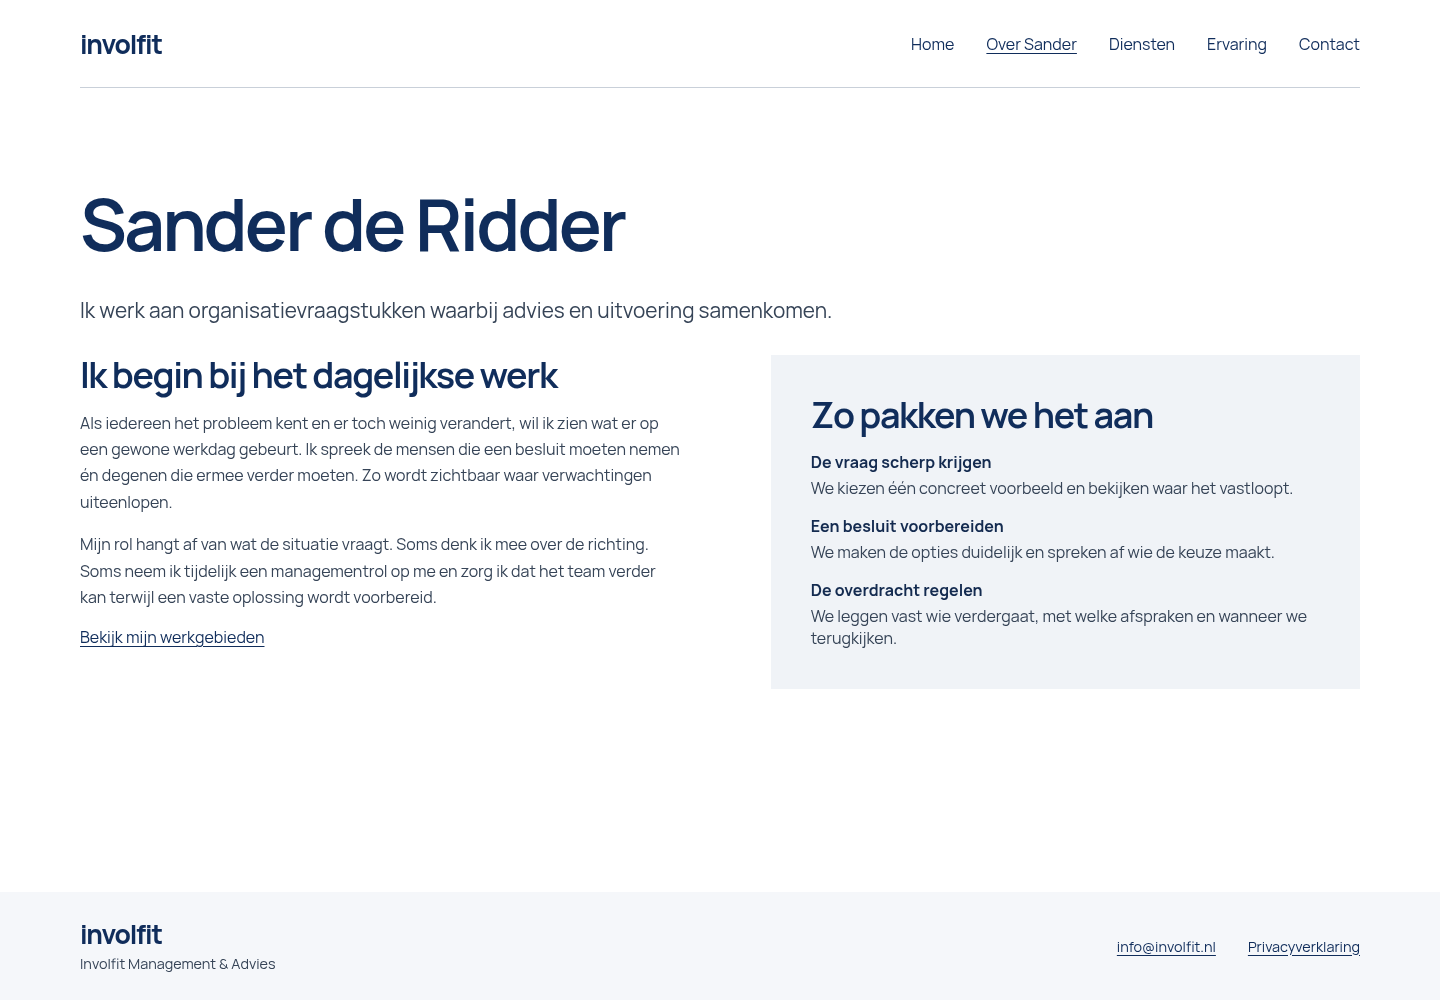 involfit
Home
Over Sander
Diensten
Ervaring
Contact
Sander de Ridder
Ik werk aan organisatievraagstukken waarbij advies en uitvoering samenkomen.
Ik begin bij het dagelijkse werk
Als iedereen het probleem kent en er toch weinig verandert, wil ik zien wat er op
een gewone werkdag gebeurt. Ik spreek de mensen die een besluit moeten nemen
én degenen die ermee verder moeten. Zo wordt zichtbaar waar verwachtingen
uiteenlopen.
Mijn rol hangt af van wat de situatie vraagt. Soms denk ik mee over de richting.
Soms neem ik tijdelijk een managementrol op me en zorg ik dat het team verder
kan terwijl een vaste oplossing wordt voorbereid.
Bekijk mijn werkgebieden
Zo pakken we het aan
De vraag scherp krijgen
We kiezen één concreet voorbeeld en bekijken waar het vastloopt.
Een besluit voorbereiden
We maken de opties duidelijk en spreken af wie de keuze maakt.
De overdracht regelen
We leggen vast wie verdergaat, met welke afspraken en wanneer we
terugkijken.
involfit
Involfit Management & Advies
info@involfit.nl
Privacyverklaring